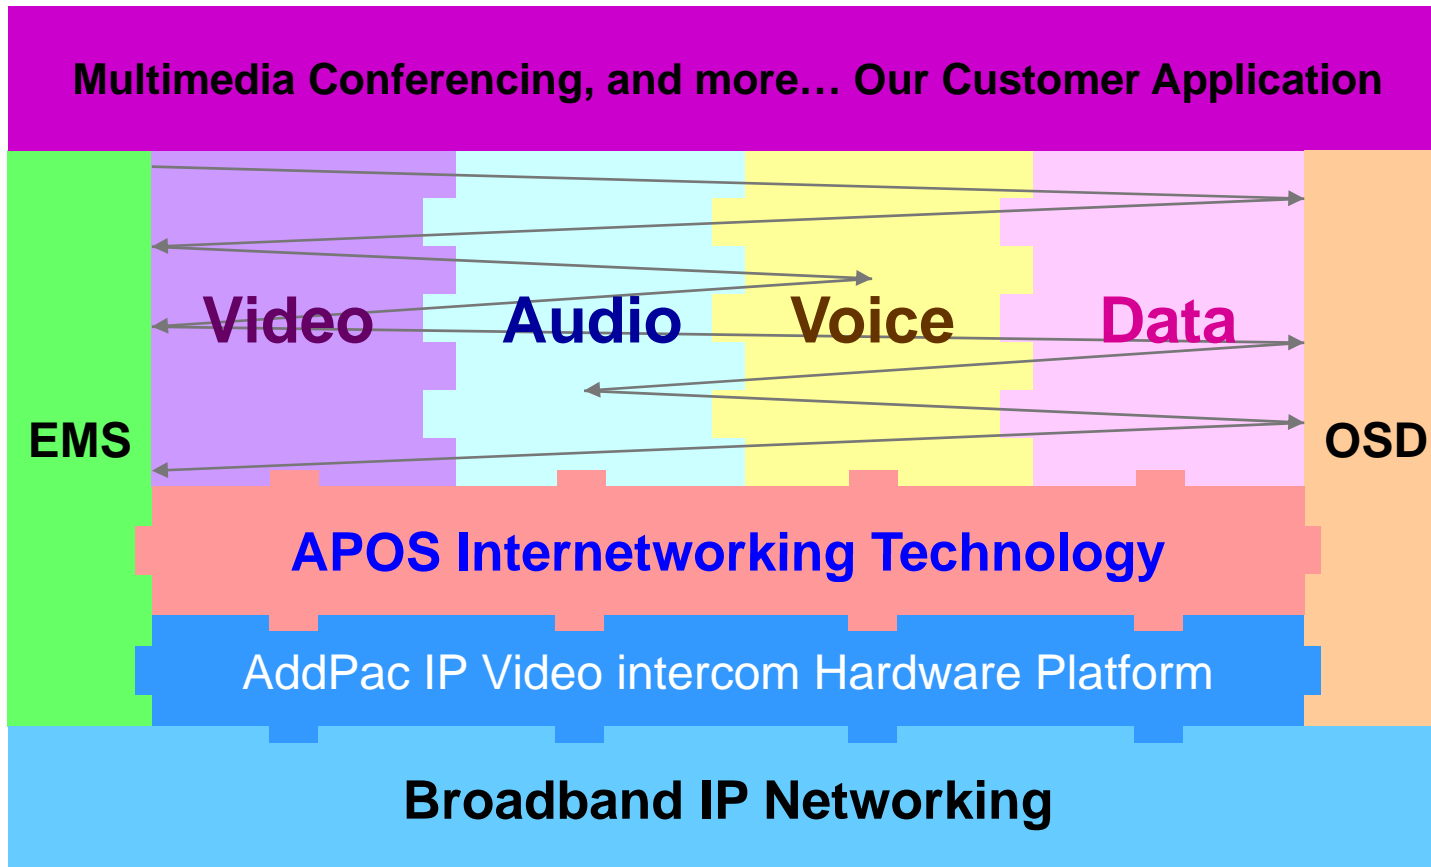 Multimedia Conferencing, and more… Our Customer Application
Video Audio Voice Data
EMS
OSD
APOS Internetworking Technology
AddPac IP Video intercom Hardware Platform
Broadband IP Networking